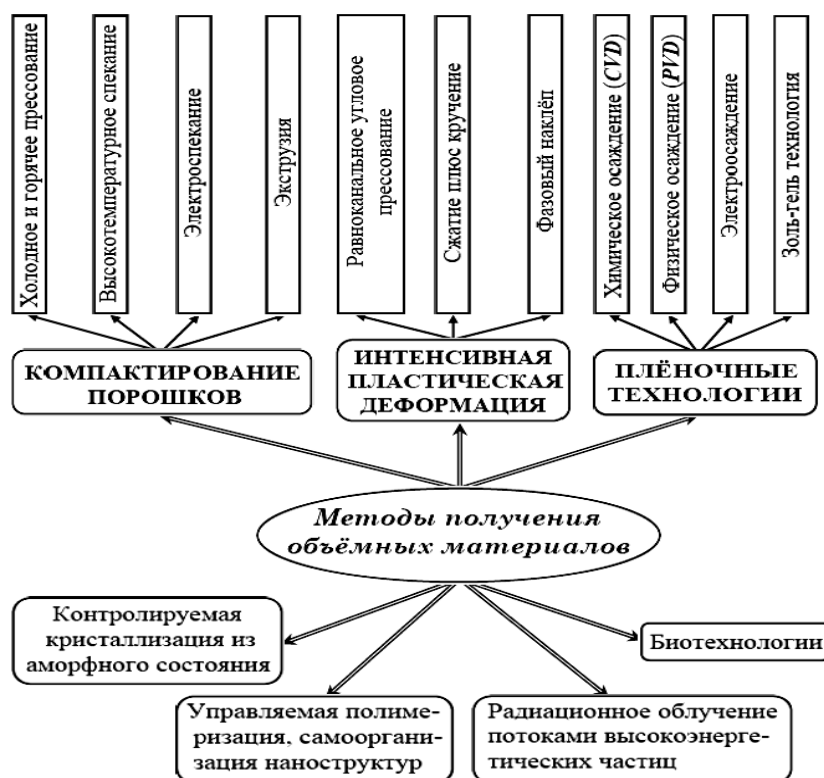 Холодное и горячее прессование
Высокотемпературное спекание
Электроспекание
Экструзия
Равноканальное угловое
прессование
Сжатие плюс кручение
Фазовый наклёп
Химическое осаждение (CVD)
Физическое осаждение (PVD)
Электроосаждение
Золь-гель технология
КОМПАКТИРОВАНИЕ
ПОРОШКОВ
ИНТЕНСИВНАЯ
ПЛАСТИЧЕСКАЯ
ДЕФОРМАЦИЯ
ПЛЁНОЧНЫЕ
ТЕХНОЛОГИИ
Методы получения
объёмных материалов
Контролируемая
кристаллизация из
аморфного состояния
Биотехнологии
Управляемая полиме-
ризация, самооргани-
зация наноструктур
Радиационное облучение
потоками высокоэнерге-
тических частиц